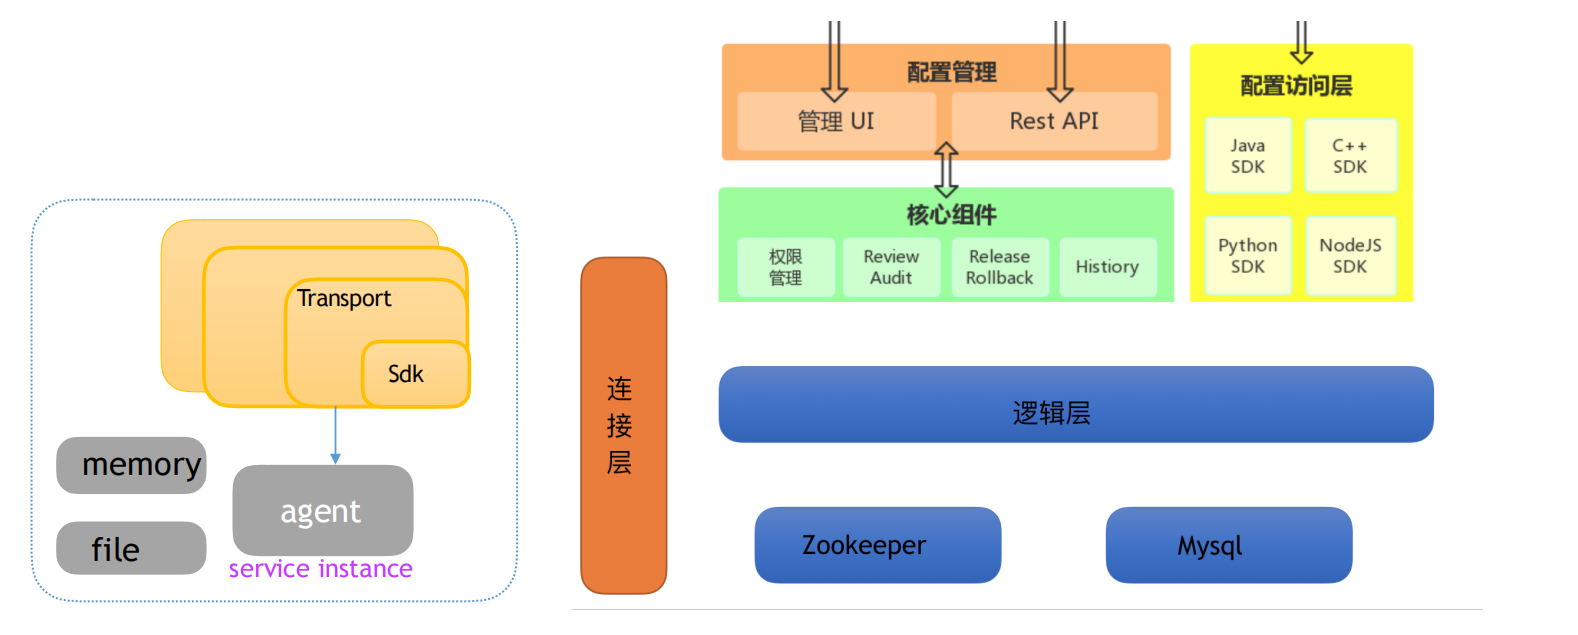 Transport
Sdk
memory
file
agent
service instance
连
接
层
配置管理
管理 UI
Rest API
核心组件
权限
管理
Review
Audit
Release
Rollback
Histiory
配置访问层
Java
SDK
C++
SDK
Python
SDK
NodeJS
SDK
逻辑层
Zookeeper
Mysql